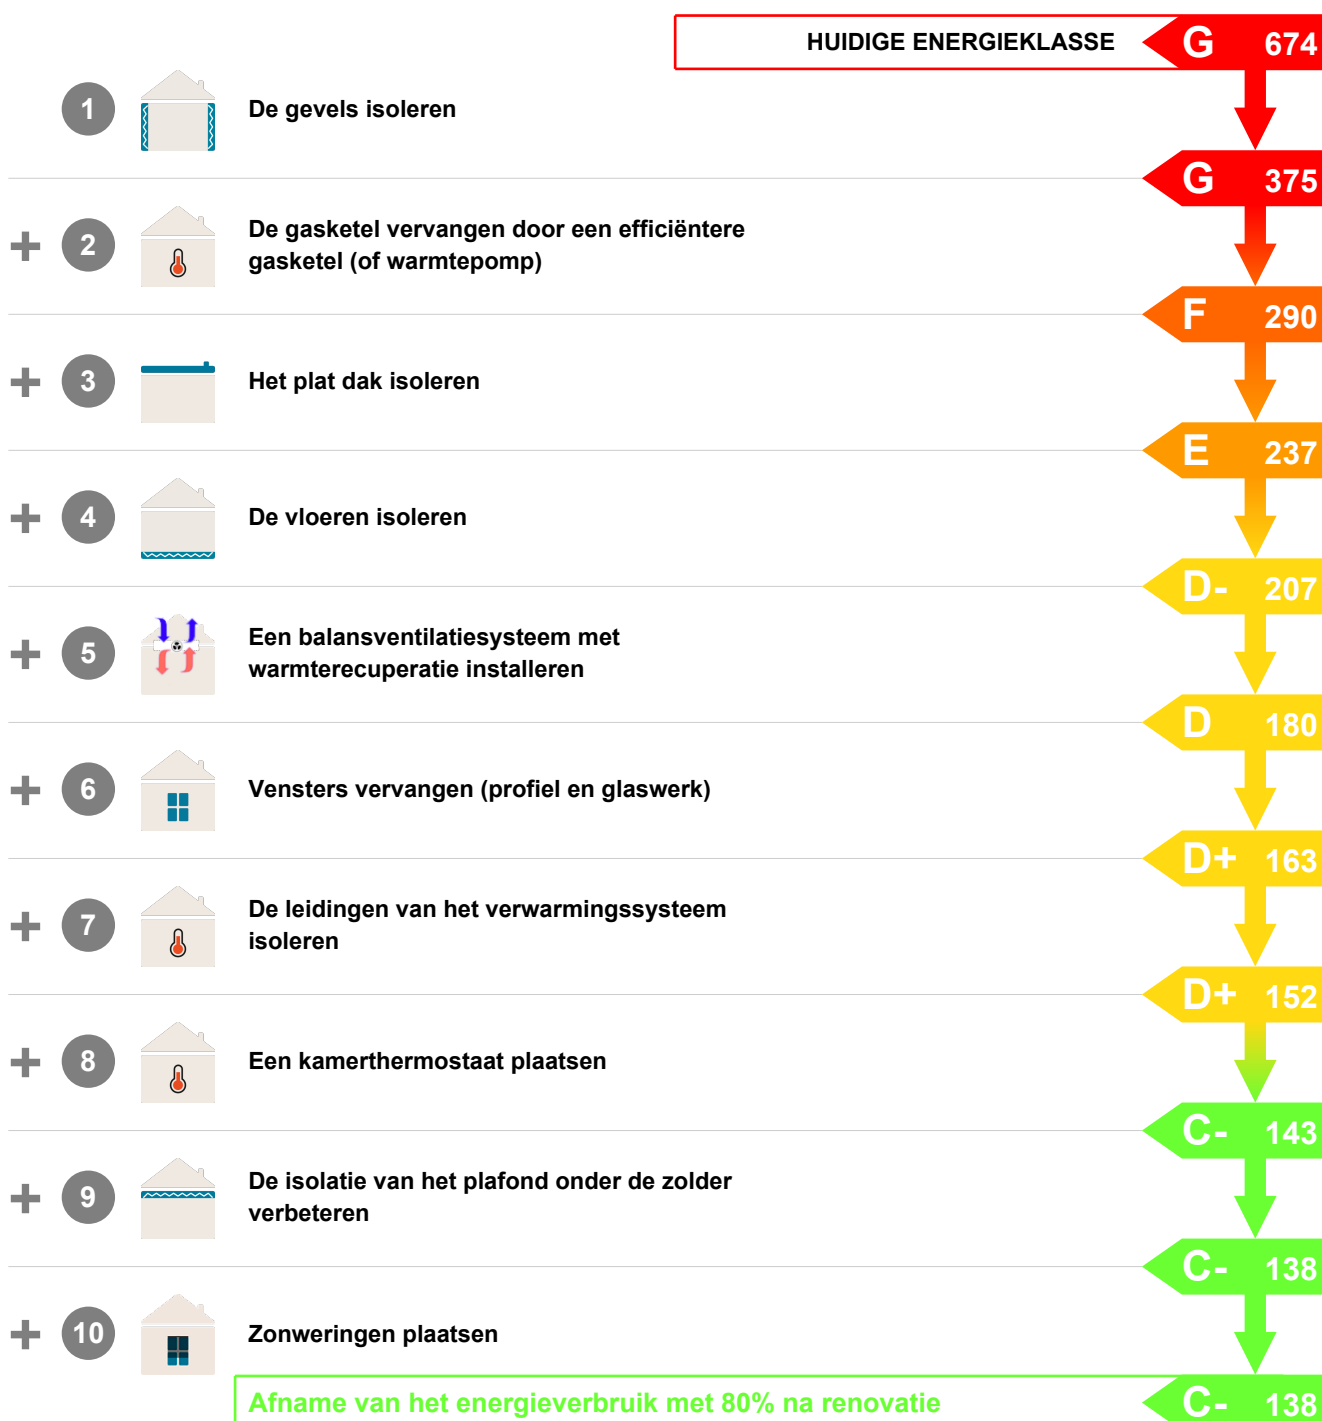 HUIDIGE ENERGIEKLASSE G 674
1 De gevels isoleren
G 375
+ 2 De gasketel vervangen door een efficiëntere
gasketel (of warmtepomp)
F 290
+ 3 Het plat dak isoleren
E 237
+ 4 De vloeren isoleren
D- 207
+ 5 Een balansventilatiesysteem met
warmterecuperatie installeren
D 180
+ 6 Vensters vervangen (profiel en glaswerk)
D+ 163
+ 7 De leidingen van het verwarmingssysteem
isoleren
D+ 152
+ 8 Een kamerthermostaat plaatsen
C- 143
+ 9 De isolatie van het plafond onder de zolder
verbeteren
C- 138
+ 10 Zonweringen plaatsen
Afname van het energieverbruik met 80% na renovatie C- 138